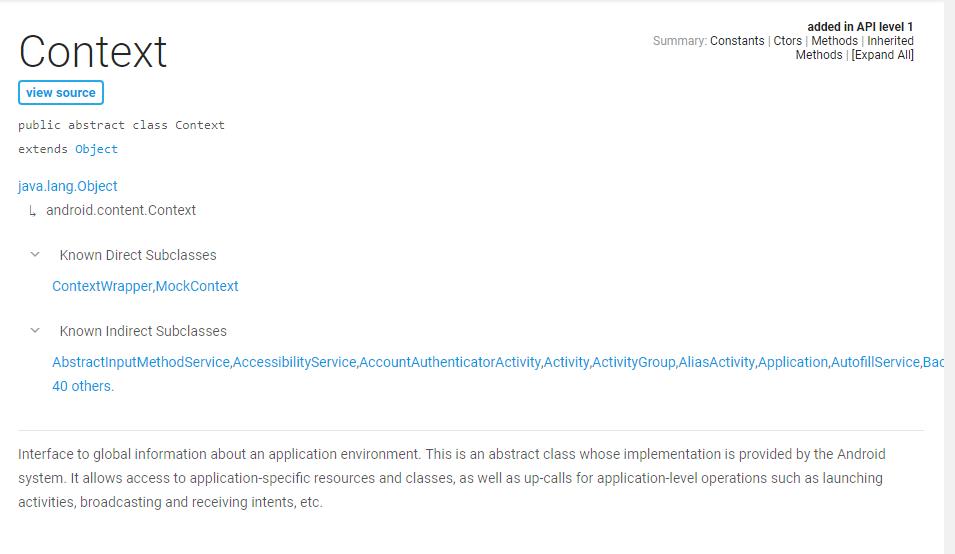 Context
added in API level 1
Summary: Constants | Ctors | Methods | Inherited
Methods | [Expand All]
view source
public abstract class Context
extends Object
java.lang.Object
↳ android.content.Context
Known Direct Subclasses
ContextWrapper,MockContext
Known Indirect Subclasses
AbstractInputMethodService,AccessibilityService,AccountAuthenticatorActivity,Activity,ActivityGroup,AliasActivity,Application,AutofillService,Bac
40 others.
Interface to global information about an application environment. This is an abstract class whose implementation is provided by the Android
system. It allows access to application-specific resources and classes, as well as up-calls for application-level operations such as launching
activities, broadcasting and receiving intents, etc.